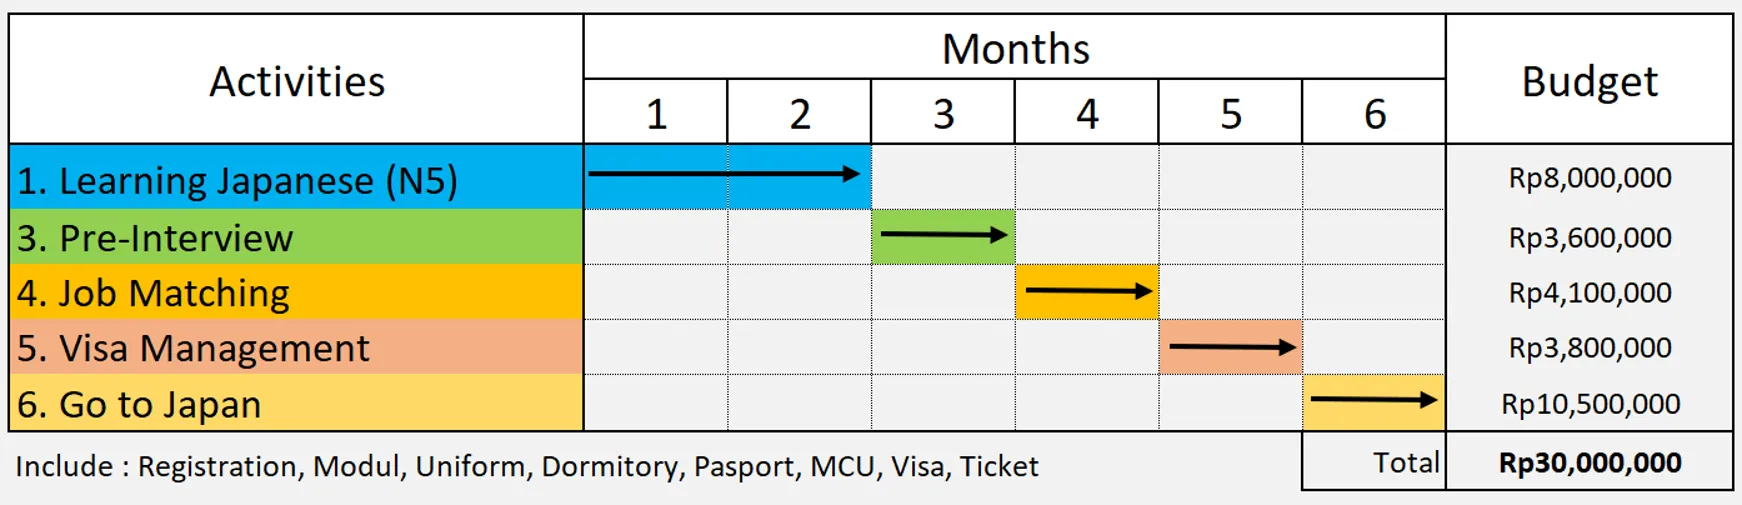 Activities Months Budget
1 2 3 4 5 6
1. Learning Japanese (N5) Rp8,000,000
3. Pre-Interview Rp3,600,000
4. Job Matching Rp4,100,000
5. Visa Management Rp3,800,000
6. Go to Japan Rp10,500,000
Include : Registration, Modul, Uniform, Dormitory, Pasport, MCU, Visa, Ticket Total Rp30,000,000